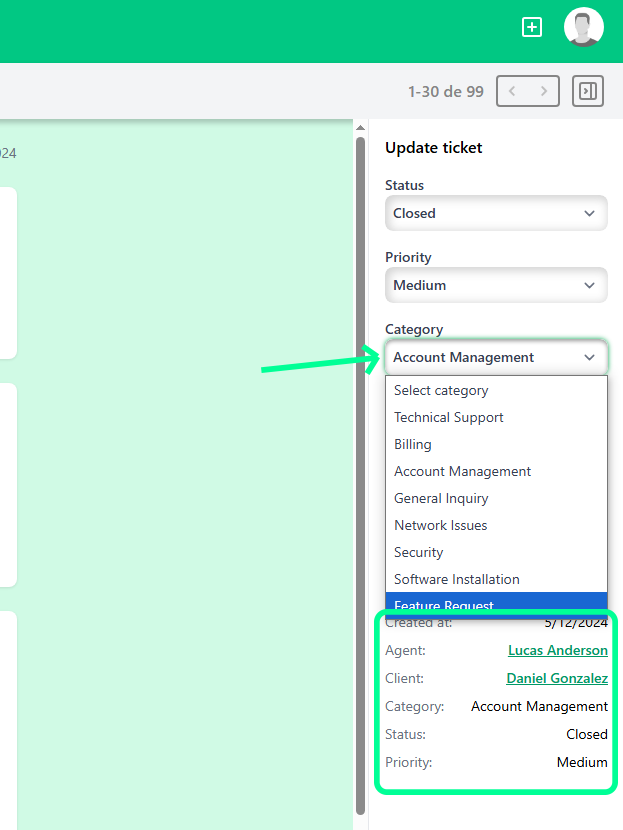 1-30 de 99
024
Update ticket
Status
Closed
Priority
Medium
Category
Account Management
Select category
Technical Support
Billing
Account Management
General Inquiry
Network Issues
Security
Software Installation
Feature Request
Created at: 5/12/2024
Agent: Lucas Anderson
Client: Daniel Gonzalez
Category: Account Management
Status: Closed
Priority: Medium